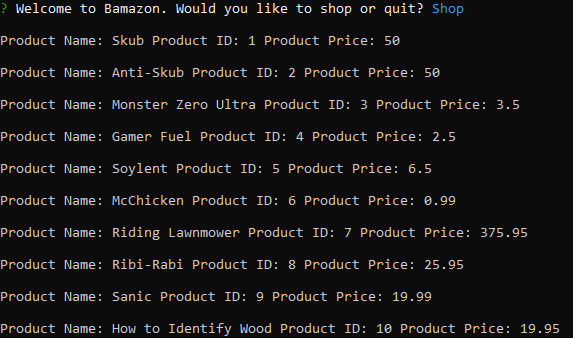 ? Welcome to Bamazon. Would you like to shop or quit? Shop
Product Name: Skub Product ID: 1 Product Price: 50
Product Name: Anti-Skub Product ID: 2 Product Price: 50
Product Name: Monster Zero Ultra Product ID: 3 Product Price: 3.5
Product Name: Gamer Fuel Product ID: 4 Product Price: 2.5
Product Name: Soylent Product ID: 5 Product Price: 6.5
Product Name: McChicken Product ID: 6 Product Price: 0.99
Product Name: Riding Lawnmower Product ID: 7 Product Price: 375.95
Product Name: Ribi-Rabi Product ID: 8 Product Price: 25.95
Product Name: Sanic Product ID: 9 Product Price: 19.99
Product Name: How to Identify Wood Product ID: 10 Product Price: 19.95